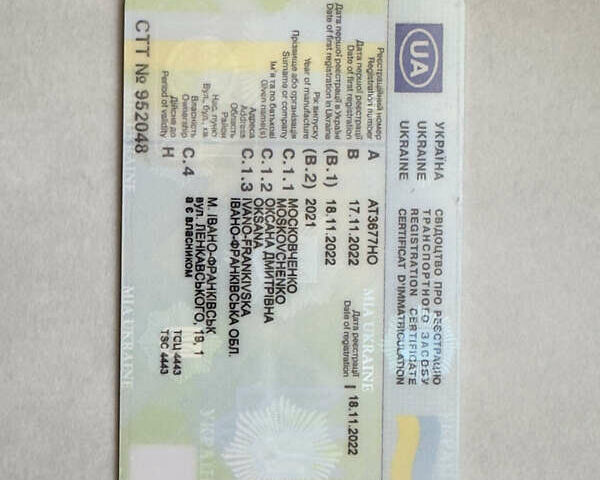 UA
УКРАЇНА
UKRAINE
UKRAINE
СВІДОЦТВО ПРО РЕЄСТРАЦІЮ
ТРАНСПОРТНОГО ЗАСОБУ
REGISTRATION CERTIFICATE
CERTIFICAT D'IMMATRICULATION
Реєстраційний номер
Registration number A AT3677HO
Дата першої реєстрації
Date of first registration B 17.11.2022
Дата реєстрації
Date of registration I 18.11.2022
Дата першої реєстрації в Україні
Date of first registration in Ukraine (B.1) 18.11.2022
Рік випуску
Year of manufacture (B.2) 2021
Прізвище або організація
Surname or company C.1.1 МОСКОВЧЕНКО
MOSKOVCHENKO
Ім'я та по батькові
Given name(s) C.1.2 ОКСАНА ДМИТРІВНА
OKSANA
Адреса
Address C.1.3 IVANO-FRANKIVSKA
Область ІВАНО-ФРАНКІВСЬКА ОБЛ.
Район
Нас. пункт М. ІВАНО-ФРАНКІВСЬК
Вул., буд., кв. вул. ЛЕНКАВСЬКОГО, 19, 1
Власність
Ownership C.4 а є власником
Дійсне до
Period of validity H
ТСЦ 4443
TSC 4443
СТТ № 952048
MIA UKRAINE
MIA UKRAINE